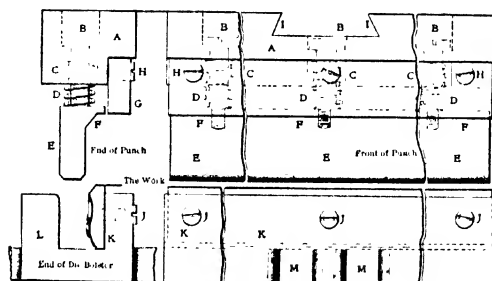 B A B I B I B
A
C H H C C C H
D D D D
G
F F F F
E End of Punch E E Front of Punch E
The Work
J J J J
L K K K
End of Die Bolster M M